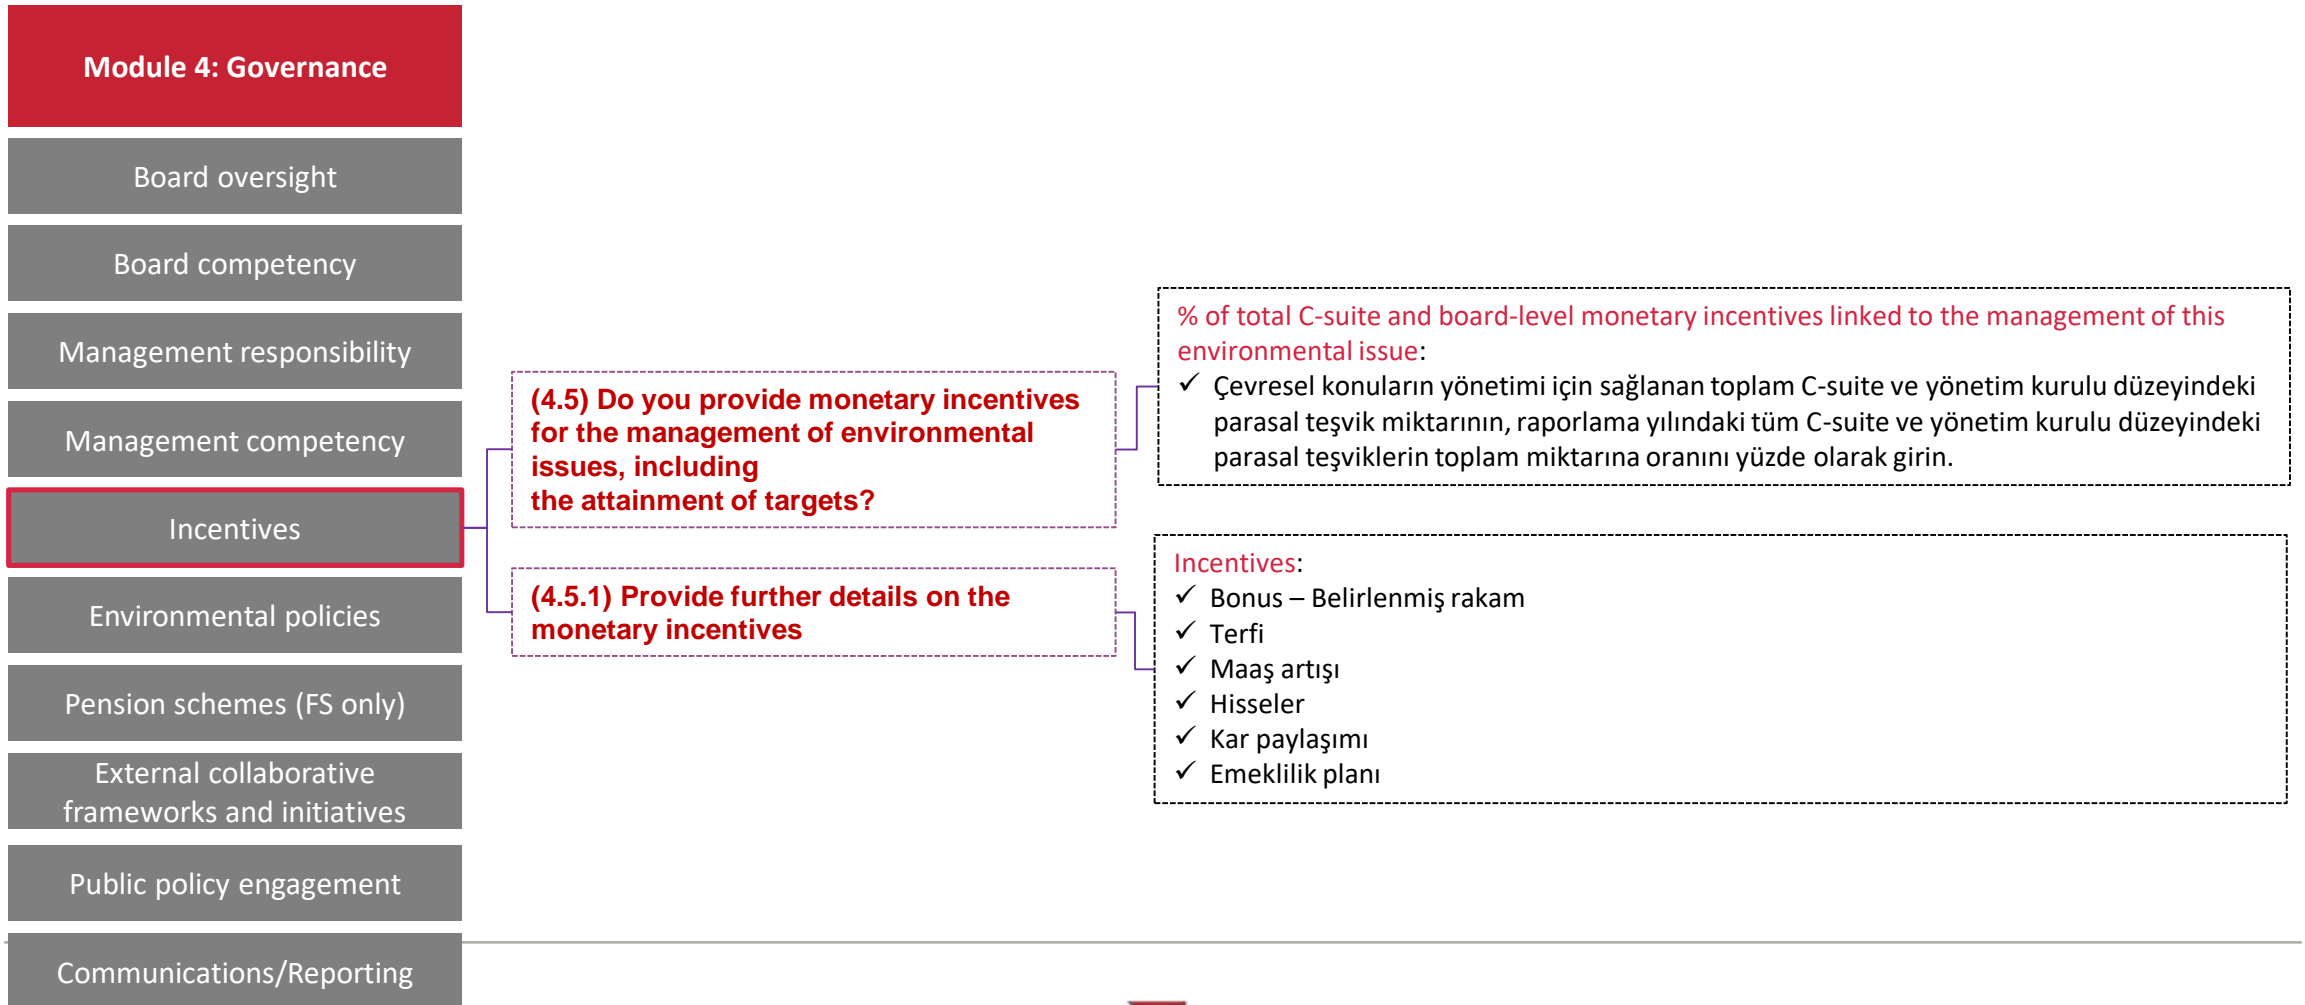 Module 4: Governance
Board oversight
Board competency
Management responsibility
Management competency
Incentives
Environmental policies
Pension schemes (FS only)
External collaborative
frameworks and initiatives
Public policy engagement
Communications/Reporting
(4.5) Do you provide monetary incentives
for the management of environmental
issues, including
the attainment of targets?
(4.5.1) Provide further details on the
monetary incentives
% of total C-suite and board-level monetary incentives linked to the management of this
environmental issue:
✓ Çevresel konuların yönetimi için sağlanan toplam C-suite ve yönetim kurulu düzeyindeki
parasal teşvik miktarının, raporlama yılındaki tüm C-suite ve yönetim kurulu düzeyindeki
parasal teşviklerin toplam miktarına oranını yüzde olarak girin.
Incentives:
✓ Bonus – Belirlenmiş rakam
✓ Terfi
✓ Maaş artışı
✓ Hisseler
✓ Kar paylaşımı
✓ Emeklilik planı